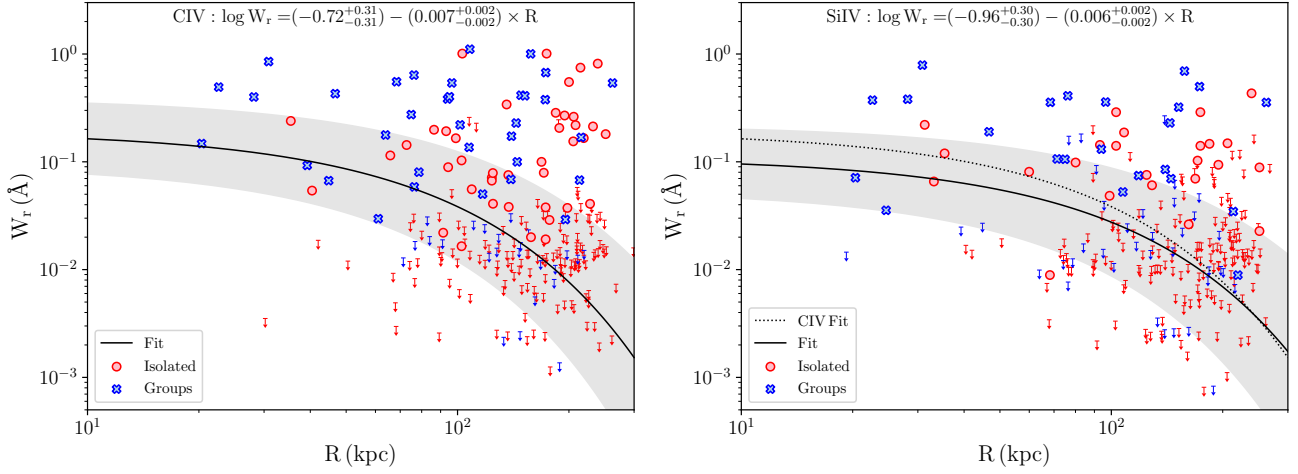 CIV : log W_r =(−0.72^{+0.31}_{−0.31}) − (0.007^{+0.002}_{−0.002}) × R
10^0
10^{−1}
10^{−2}
10^{−3}
W_r (Å)
Fit
Isolated
Groups
10^1
10^2
R (kpc)
SiIV : log W_r =(−0.96^{+0.30}_{−0.30}) − (0.006^{+0.002}_{−0.002}) × R
10^0
10^{−1}
10^{−2}
10^{−3}
W_r (Å)
CIV Fit
Fit
Isolated
Groups
10^1
10^2
R (kpc)